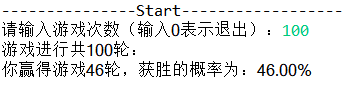 ---------------Start------------------
请输入游戏次数（输入0表示退出）：100
游戏进行共100轮：
你赢得游戏46轮，获胜的概率为：46.00%